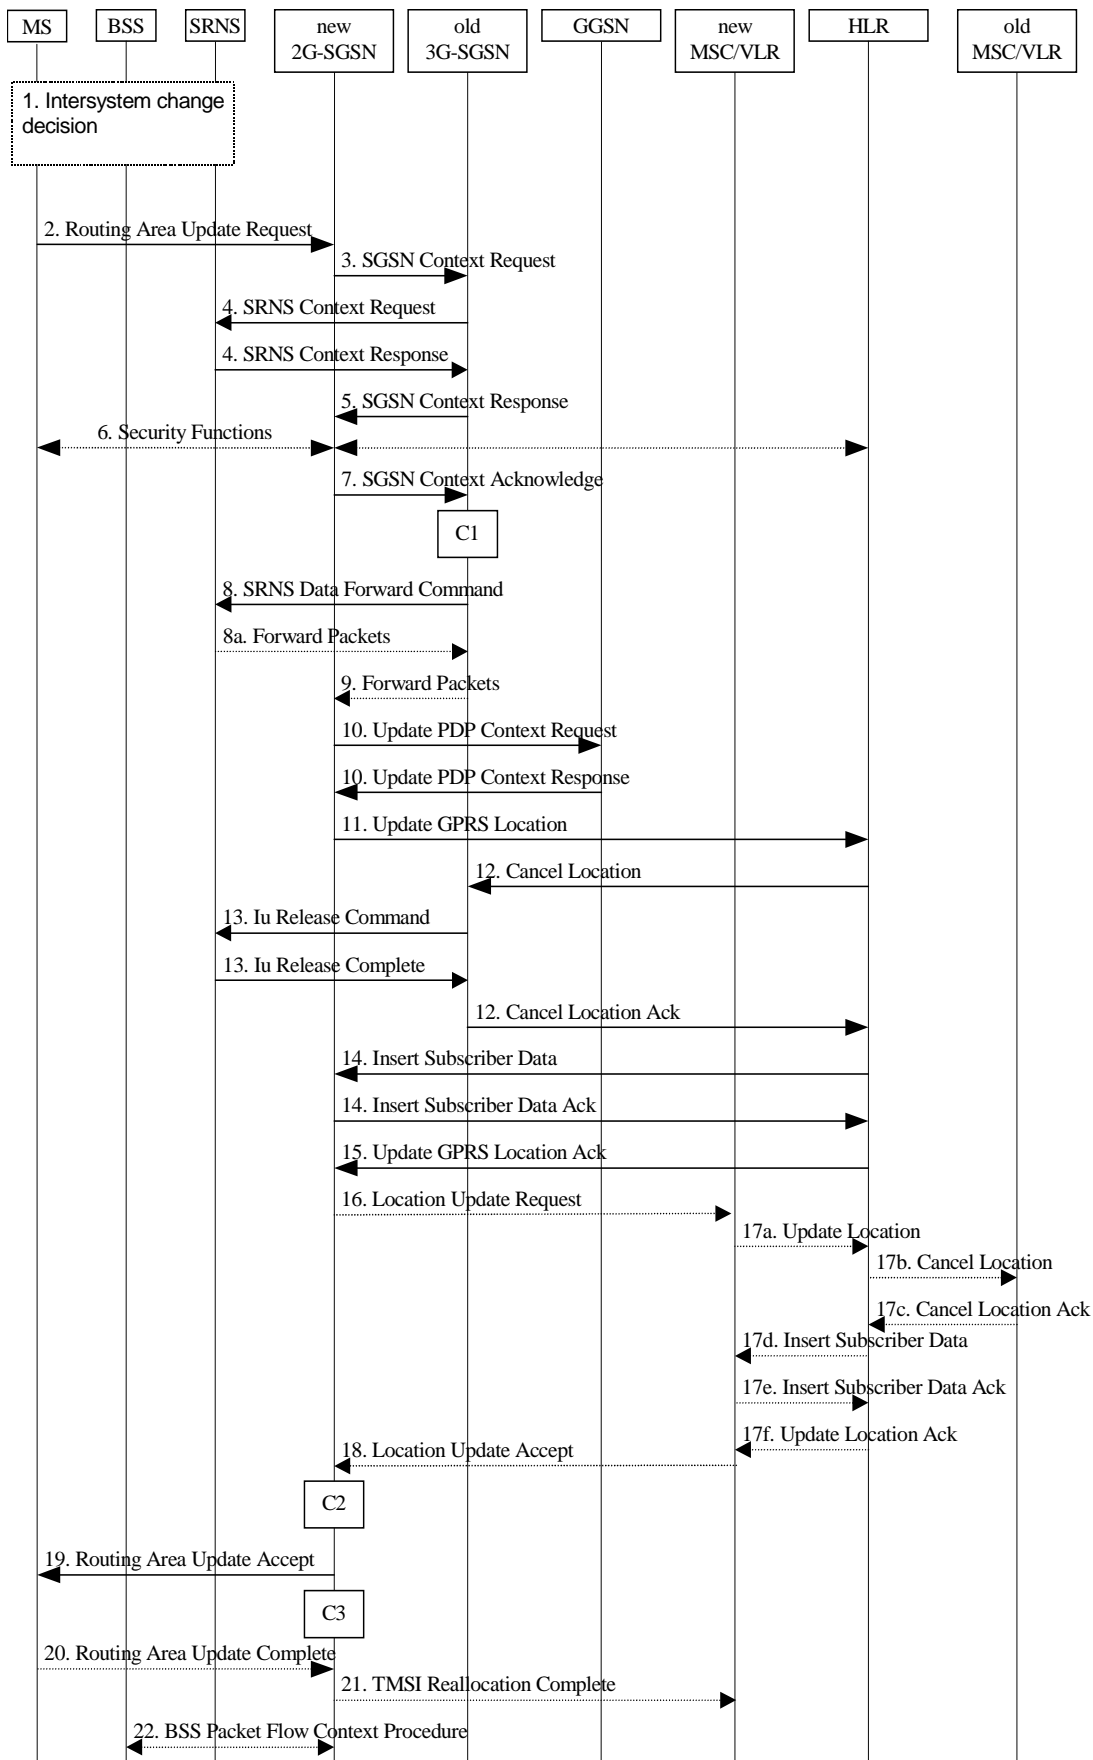 MS
BSS
SRNS
new
2G-SGSN
old
3G-SGSN
GGSN
new
MSC/VLR
HLR
old
MSC/VLR
1. Intersystem change
decision
2. Routing Area Update Request
3. SGSN Context Request
4. SRNS Context Request
4. SRNS Context Response
5. SGSN Context Response
6. Security Functions
7. SGSN Context Acknowledge
C1
8. SRNS Data Forward Command
8a. Forward Packets
9. Forward Packets
10. Update PDP Context Request
10. Update PDP Context Response
11. Update GPRS Location
12. Cancel Location
13. Iu Release Command
13. Iu Release Complete
12. Cancel Location Ack
14. Insert Subscriber Data
14. Insert Subscriber Data Ack
15. Update GPRS Location Ack
16. Location Update Request
17a. Update Location
17b. Cancel Location
17c. Cancel Location Ack
17d. Insert Subscriber Data
17e. Insert Subscriber Data Ack
17f. Update Location Ack
18. Location Update Accept
C2
19. Routing Area Update Accept
C3
20. Routing Area Update Complete
21. TMSI Reallocation Complete
22. BSS Packet Flow Context Procedure